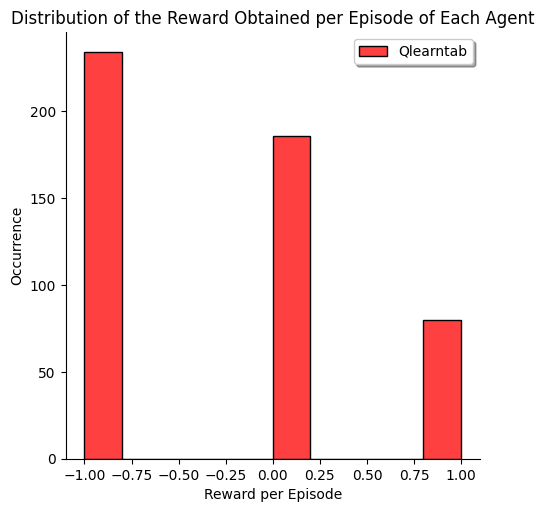 Distribution of the Reward Obtained per Episode of Each Agent
Qlearntab
Occurrence
200
150
100
50
0
−1.00 −0.75 −0.50 −0.25 0.00 0.25 0.50 0.75 1.00
Reward per Episode